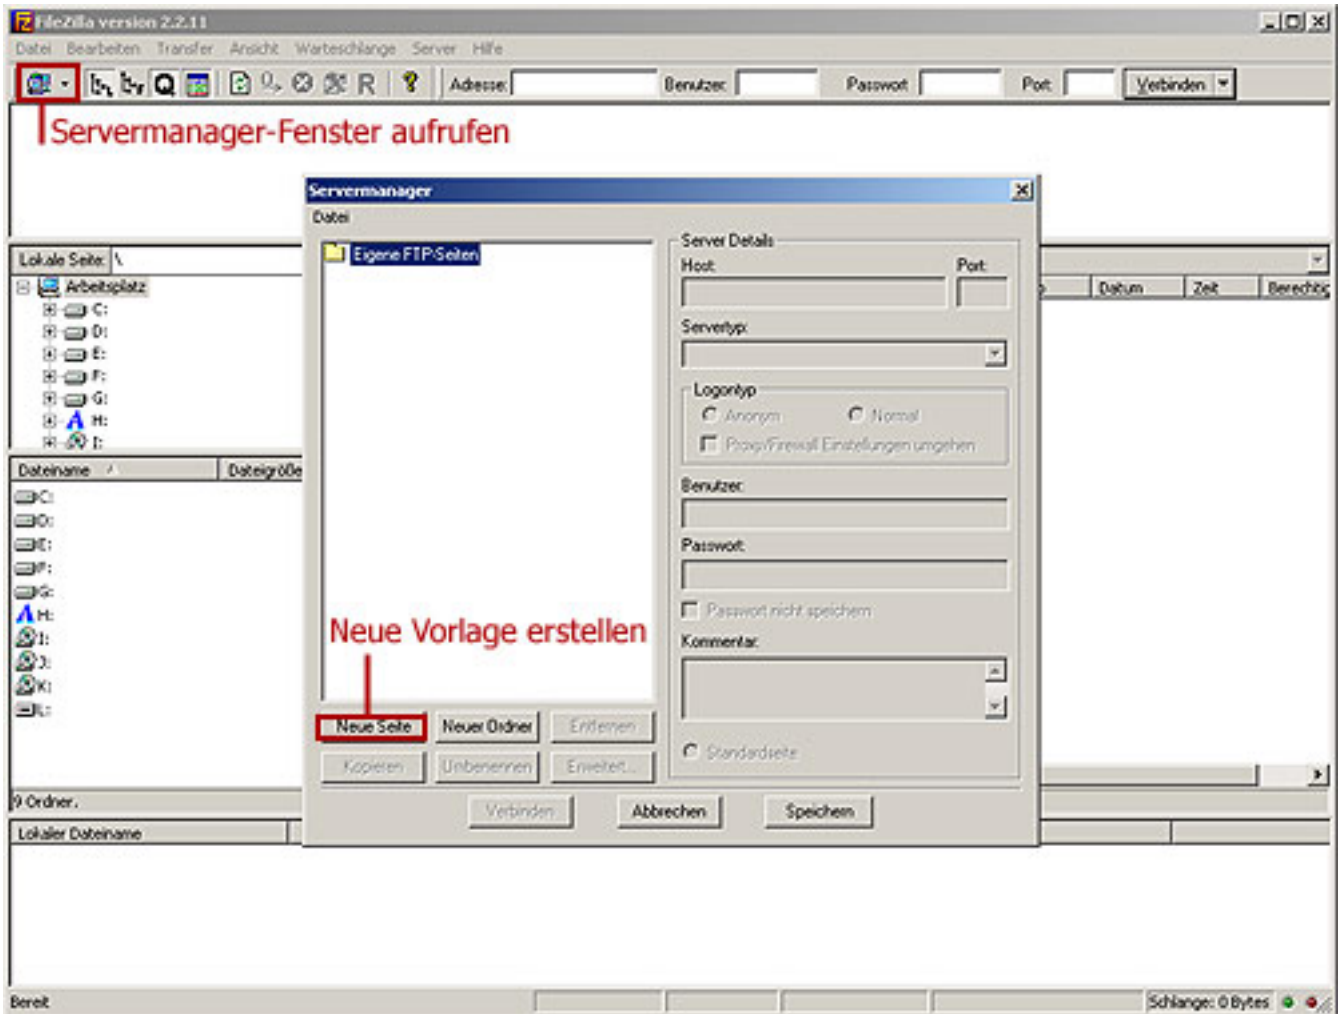 FileZilla version 2.2.11
Datei Bearbeiten Transfer Ansicht Warteschlange Server Hilfe
Adresse: Benutzer: Passwort Port: Verbinden
Servermanager-Fenster aufrufen
Servermanager
Datei
Eigene FTP-Seiten
Server Details
Host: Port:
Servertyp:
Logontyp
Anonym Normal
Proxy/Firewall Einstellungen umgehen
Benutzer:
Passwort:
Passwort nicht speichern
Kommentar:
Standardseite
Neue Vorlage erstellen
Neue Seite Neuer Ordner Entfernen
Kopieren Umbenennen Erweitert...
Verbinden Abbrechen Speichern
Lokale Seite: \
Arbeitsplatz
C:
D:
E:
F:
G:
H:
I:
Datum Zeit Berechtig
Dateiname Dateigröße
C:
D:
E:
F:
G:
H:
I:
J:
K:
L:
9 Ordner.
Lokaler Dateiname
Bereit
Schlange: 0 Bytes